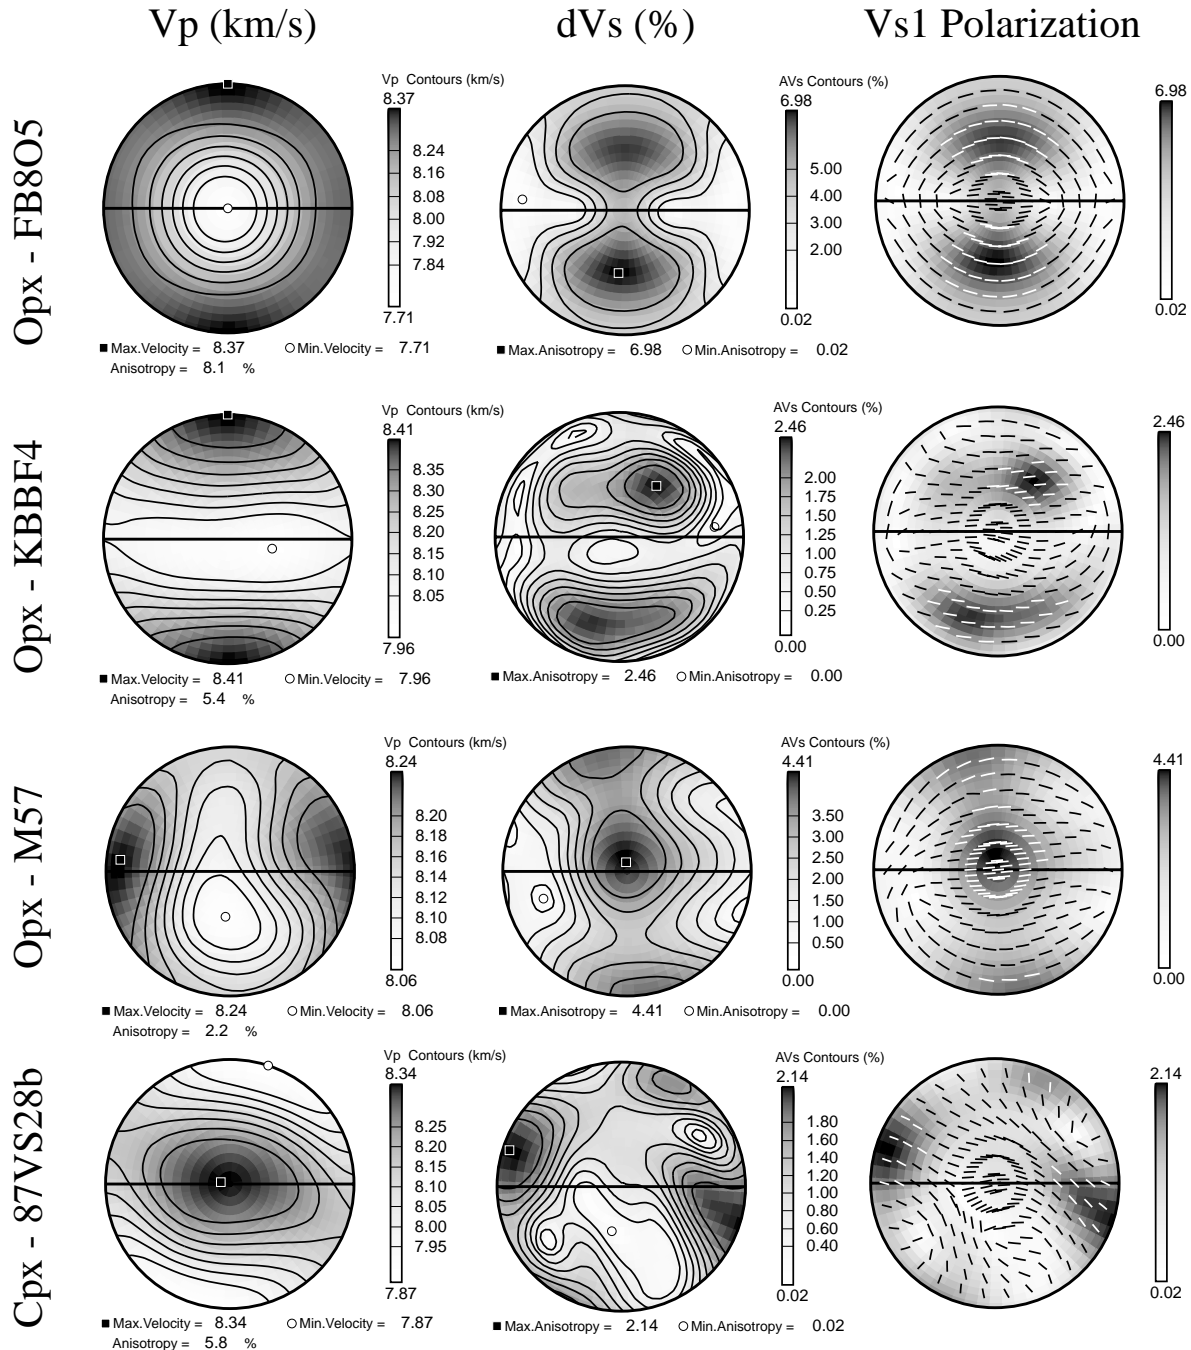 Vp (km/s)
dVs (%)
Vs1 Polarization
Opx - FB8O5
Vp Contours (km/s)
8.37
8.24
8.16
8.08
8.00
7.92
7.84
7.71
■ Max.Velocity = 8.37 ○ Min.Velocity = 7.71
Anisotropy = 8.1 %
AVs Contours (%)
6.98
5.00
4.00
3.00
2.00
0.02
■ Max.Anisotropy = 6.98 ○ Min.Anisotropy = 0.02
6.98
0.02
Opx - KBBF4
Vp Contours (km/s)
8.41
8.35
8.30
8.25
8.20
8.15
8.10
8.05
7.96
■ Max.Velocity = 8.41 ○ Min.Velocity = 7.96
Anisotropy = 5.4 %
AVs Contours (%)
2.46
2.00
1.75
1.50
1.25
1.00
0.75
0.50
0.25
0.00
■ Max.Anisotropy = 2.46 ○ Min.Anisotropy = 0.00
2.46
0.00
Opx - M57
Vp Contours (km/s)
8.24
8.20
8.18
8.16
8.14
8.12
8.10
8.08
8.06
■ Max.Velocity = 8.24 ○ Min.Velocity = 8.06
Anisotropy = 2.2 %
AVs Contours (%)
4.41
3.50
3.00
2.50
2.00
1.50
1.00
0.50
0.00
■ Max.Anisotropy = 4.41 ○ Min.Anisotropy = 0.00
4.41
0.00
Cpx - 87VS28b
Vp Contours (km/s)
8.34
8.25
8.20
8.15
8.10
8.05
8.00
7.95
7.87
■ Max.Velocity = 8.34 ○ Min.Velocity = 7.87
Anisotropy = 5.8 %
AVs Contours (%)
2.14
1.80
1.60
1.40
1.20
1.00
0.80
0.60
0.40
0.02
■ Max.Anisotropy = 2.14 ○ Min.Anisotropy = 0.02
2.14
0.02